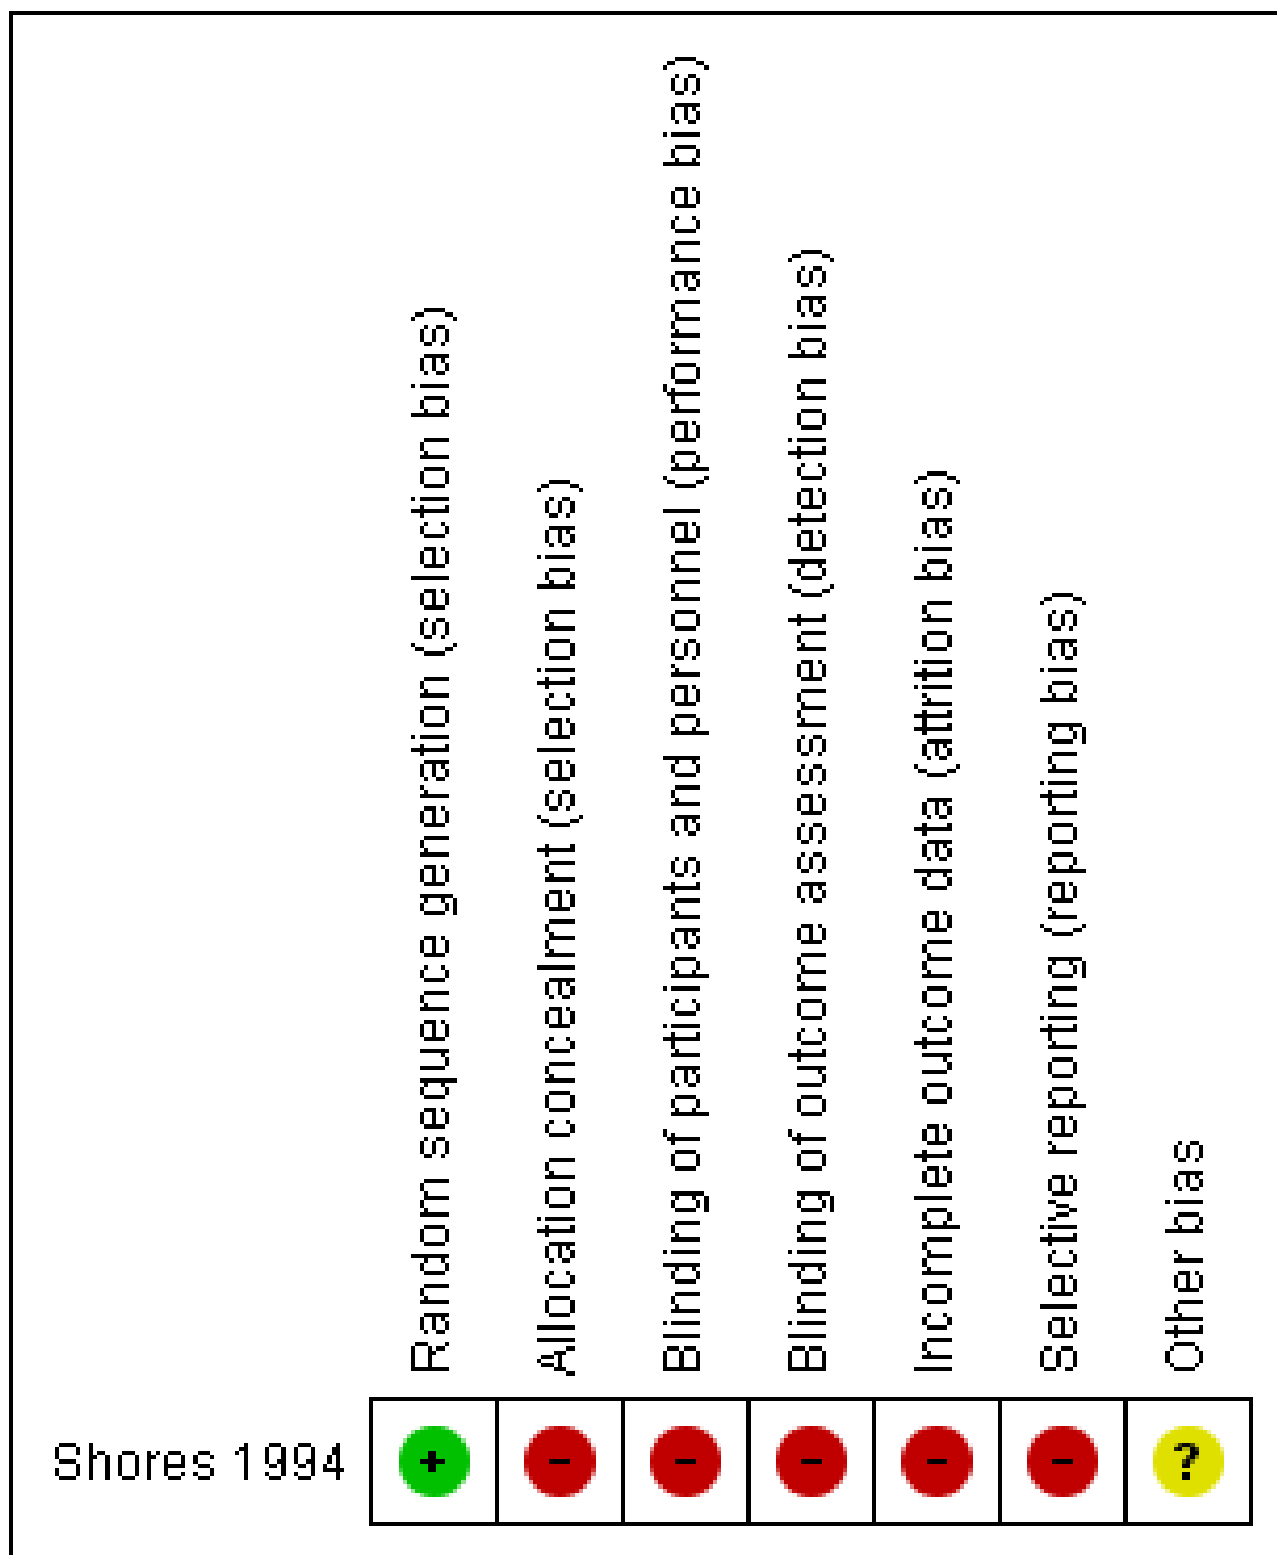 Random sequence generation (selection bias)
Allocation concealment (selection bias)
Blinding of participants and personnel (performance bias)
Blinding of outcome assessment (detection bias)
Incomplete outcome data (attrition bias)
Selective reporting (reporting bias)
Other bias
Shores 1994 + - - - - - ?